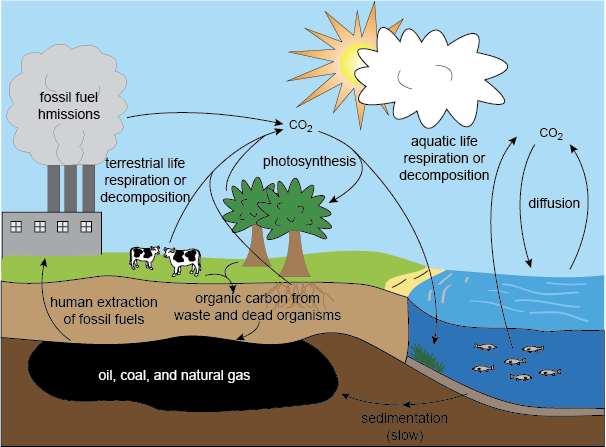 fossil fuel
hmissions
CO2
aquatic life
respiration or
decomposition
CO2
terrestrial life
respiration or
decomposition
photosynthesis
diffusion
human extraction
of fossil fuels
organic carbon from
waste and dead organisms
oil, coal, and natural gas
sedimentation
(slow)